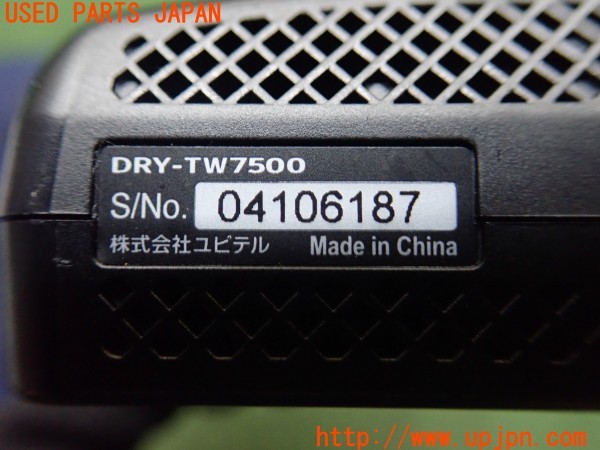 USED PARTS JAPAN
DRY-TW7500
S/No. 04106187
株式会社ユピテル Made in China
http://www.upjpn.com